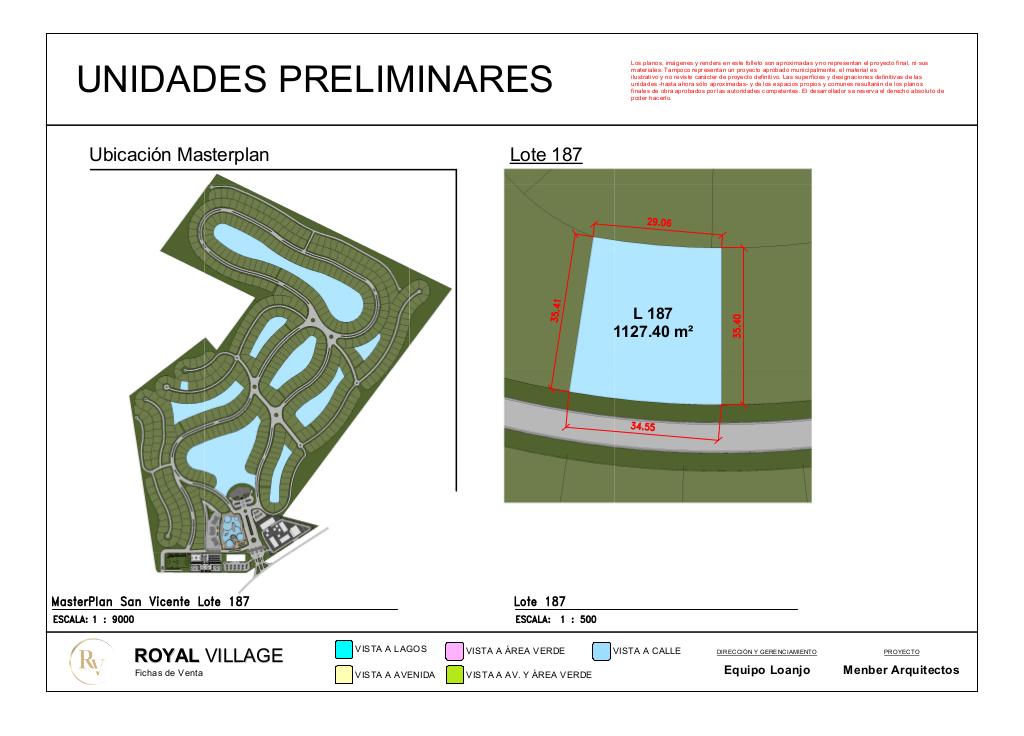 UNIDADES PRELIMINARES
Los planos, imágenes y renders en este folleto son aproximadas y no representan el proyecto final, ni sus
materiales. Tampoco representan un proyecto aprobado municipalmente, el material es
ilustrativo y no reviste carácter de proyecto definitivo. Las superficies y designaciones definitivas de las
unidades -hasta ahora sólo aproximadas- y de los espacios propios y comunes resultarán de los planos
finales de obra aprobados por las autoridades competentes. El desarrollador se reserva el derecho absoluto de
poder hacerlo.
Ubicación Masterplan
Lote 187
29.06
35.41
L 187
1127.40 m²
35.40
34.55
MasterPlan San Vicente Lote 187
ESCALA: 1 : 9000
Lote 187
ESCALA: 1 : 500
RV
ROYAL VILLAGE
Fichas de Venta
VISTA A LAGOS
VISTA A ÁREA VERDE
VISTA A CALLE
VISTA A AVENIDA
VISTA A AV. Y ÁREA VERDE
DIRECCIÓN Y GERENCIAMIENTO
Equipo Loanjo
PROYECTO
Menber Arquitectos